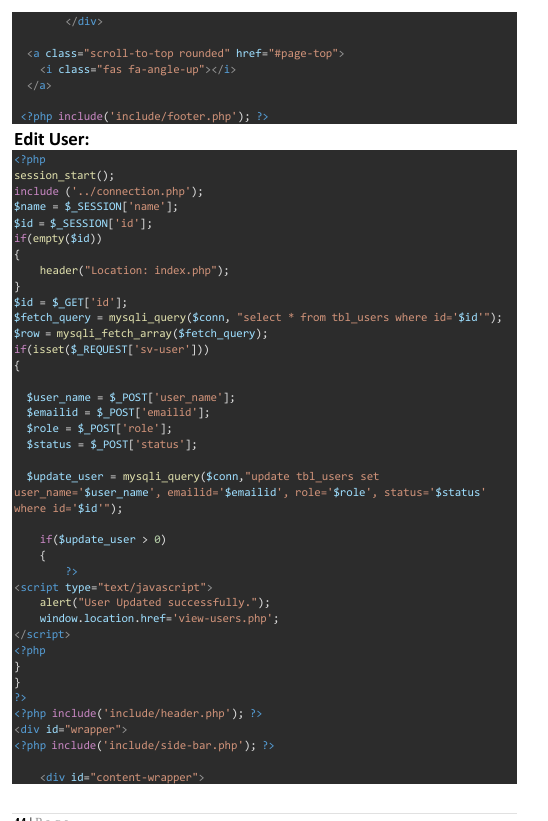 </div>
<a class="scroll-to-top rounded" href="#page-top">
<i class="fas fa-angle-up"></i>
</a>
<?php include('include/footer.php'); ?>
Edit User:
<?php
session_start();
include ('../connection.php');
$name = $_SESSION['name'];
$id = $_SESSION['id'];
if(empty($id))
{
    header("Location: index.php");
}
$id = $_GET['id'];
$fetch_query = mysqli_query($conn, "select * from tbl_users where id='$id'");
$row = mysqli_fetch_array($fetch_query);
if(isset($_REQUEST['sv-user']))
{
  $user_name = $_POST['user_name'];
  $emailid = $_POST['emailid'];
  $role = $_POST['role'];
  $status = $_POST['status'];
  $update_user = mysqli_query($conn,"update tbl_users set
user_name='$user_name', emailid='$emailid', role='$role', status='$status'
where id='$id'");
    if($update_user > 0)
    {
        ?>
<script type="text/javascript">
    alert("User Updated successfully.");
    window.location.href='view-users.php';
</script>
<?php
}
}
?>
<?php include('include/header.php'); ?>
<div id="wrapper">
<?php include('include/side-bar.php'); ?>
    <div id="content-wrapper">
44 | P a g e